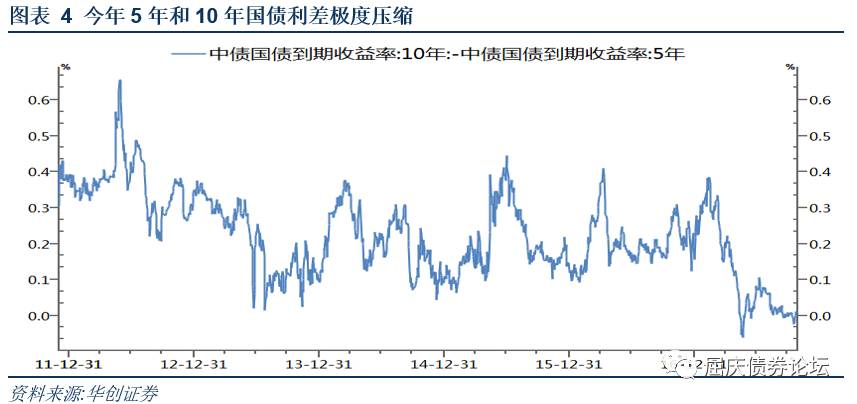 图表 4 今年 5 年和 10 年国债利差极度压缩
中债国债到期收益率:10年:-中债国债到期收益率:5年
% %
0.6 0.6
0.5 0.5
0.4 0.4
0.3 0.3
0.2 0.2
0.1 0.1
0.0 0.0
11-12-31 12-12-31 13-12-31 14-12-31 15-12-31 16-12-31
屈庆债券论坛
资料来源:华创证券